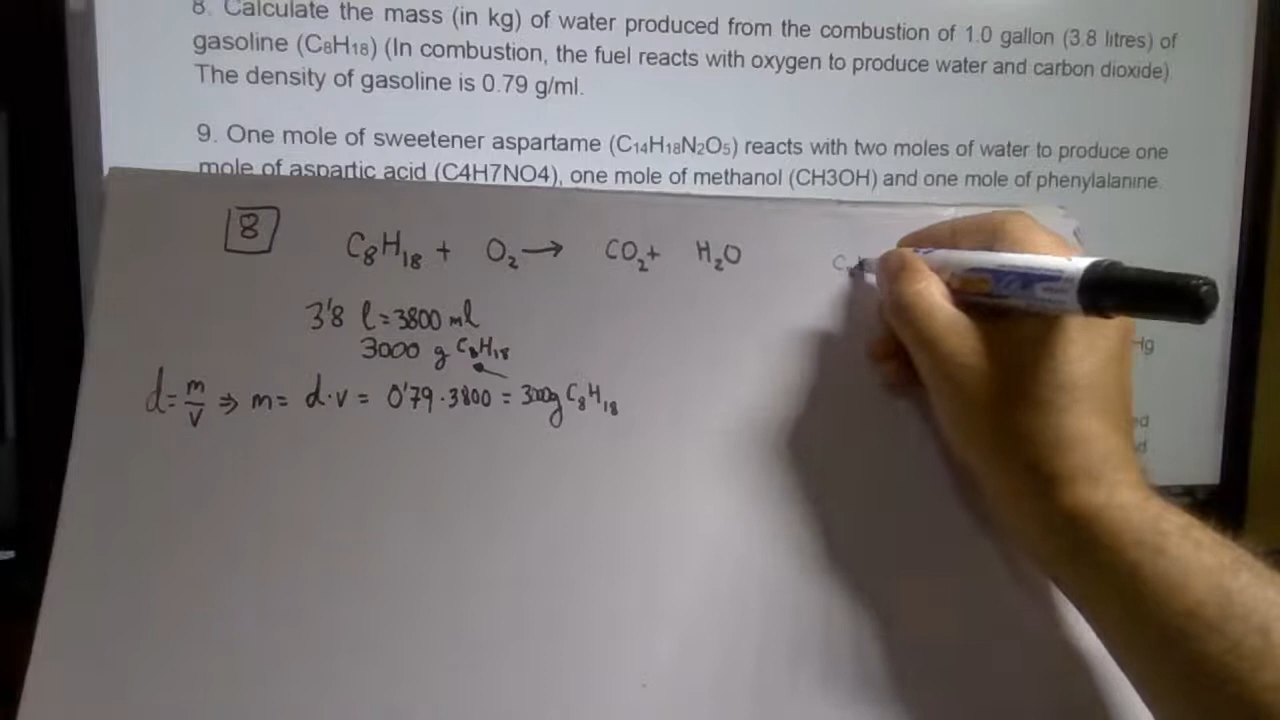 8. Calculate the mass (in kg) of water produced from the combustion of 1.0 gallon (3.8 litres) of
gasoline (C8H18) (In combustion, the fuel reacts with oxygen to produce water and carbon dioxide)
The density of gasoline is 0.79 g/ml.
9. One mole of sweetener aspartame (C14H18N2O5) reacts with two moles of water to produce one
mole of aspartic acid (C4H7NO4), one mole of methanol (CH3OH) and one mole of phenylalanine.
8 C₈H₁₈ + O₂ → CO₂ + H₂O C
3'8 l = 3800 ml
3000 g C₈H₁₈
d = m/v ⇒ m = d·v = 0'79·3800 = 3000g C₈H₁₈
Hg
ed
d